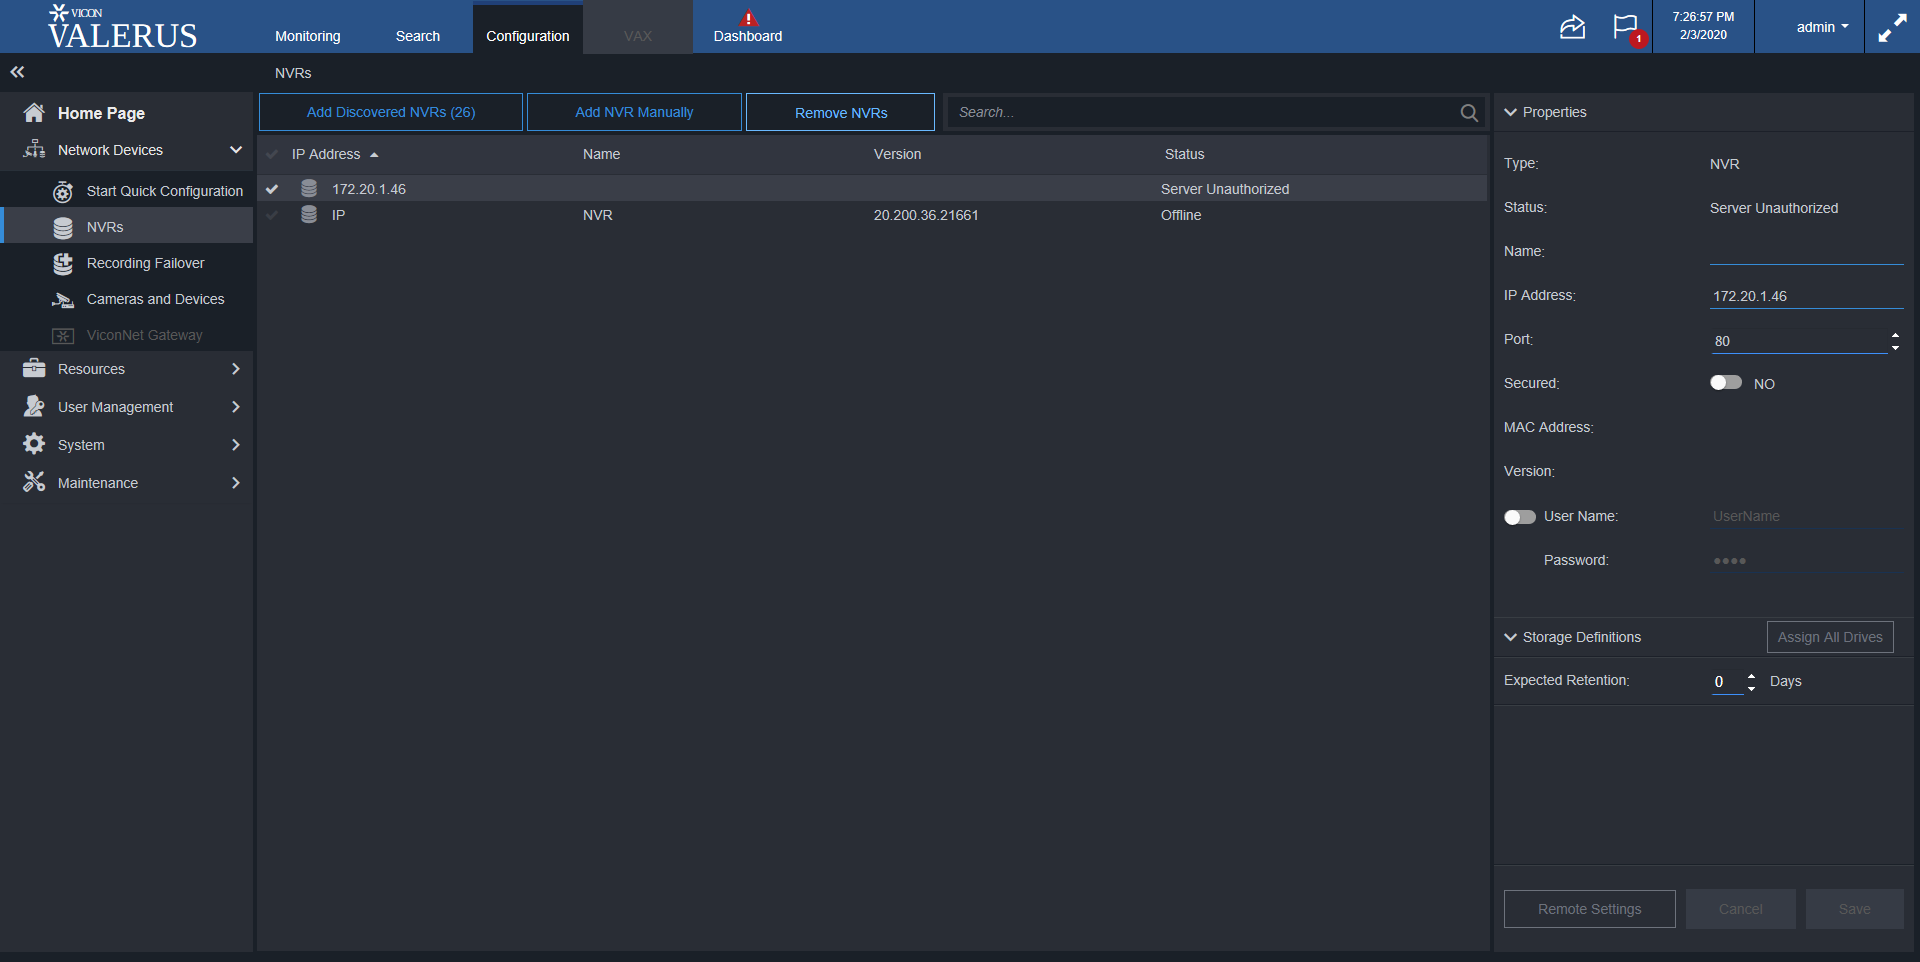 VICON
VALERUS
Monitoring
Search
Configuration
VAX
Dashboard
1
7:26:57 PM
2/3/2020
admin
NVRs
Home Page
Network Devices
Start Quick Configuration
NVRs
Recording Failover
Cameras and Devices
ViconNet Gateway
Resources
User Management
System
Maintenance
Add Discovered NVRs (26)
Add NVR Manually
Remove NVRs
Search...
IP Address Name Version Status
172.20.1.46 Server Unauthorized
IP NVR 20.200.36.21661 Offline
Properties
Type: NVR
Status: Server Unauthorized
Name:
IP Address: 172.20.1.46
Port: 80
Secured: NO
MAC Address:
Version:
User Name: UserName
Password: ●●●●
Storage Definitions Assign All Drives
Expected Retention: 0 Days
Remote Settings Cancel Save